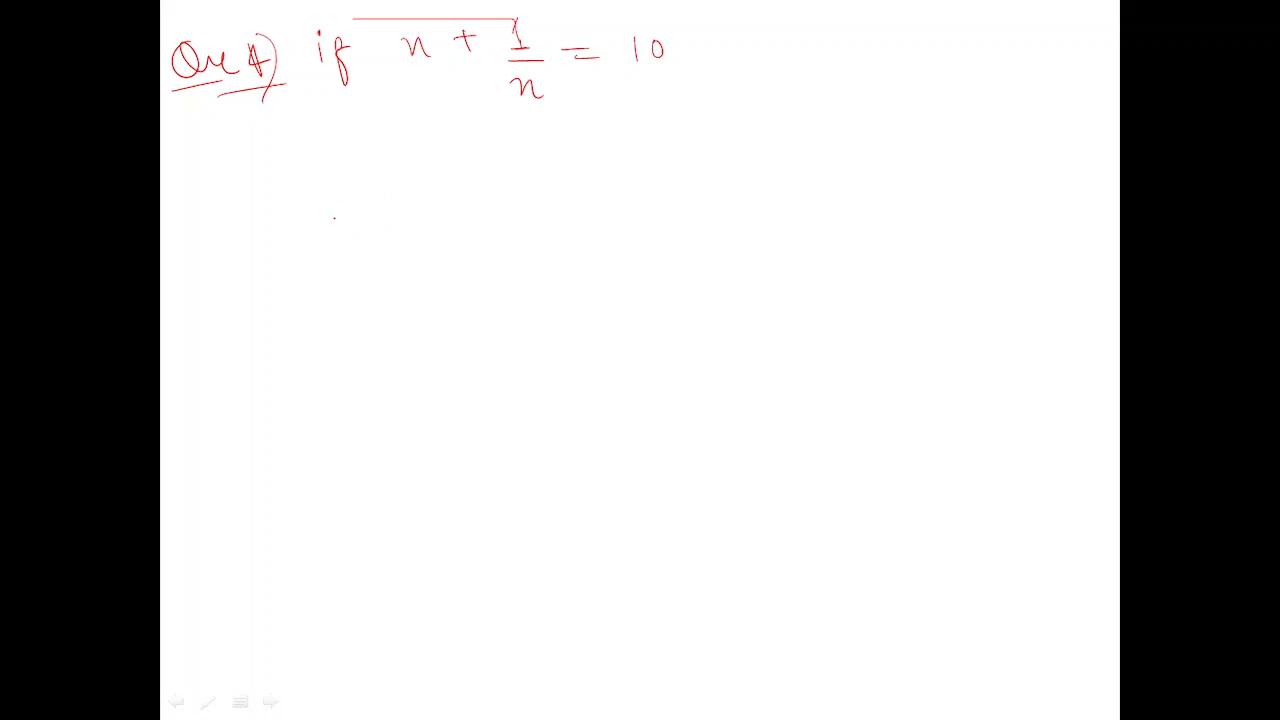 Que 4) if n + 1/n = 10